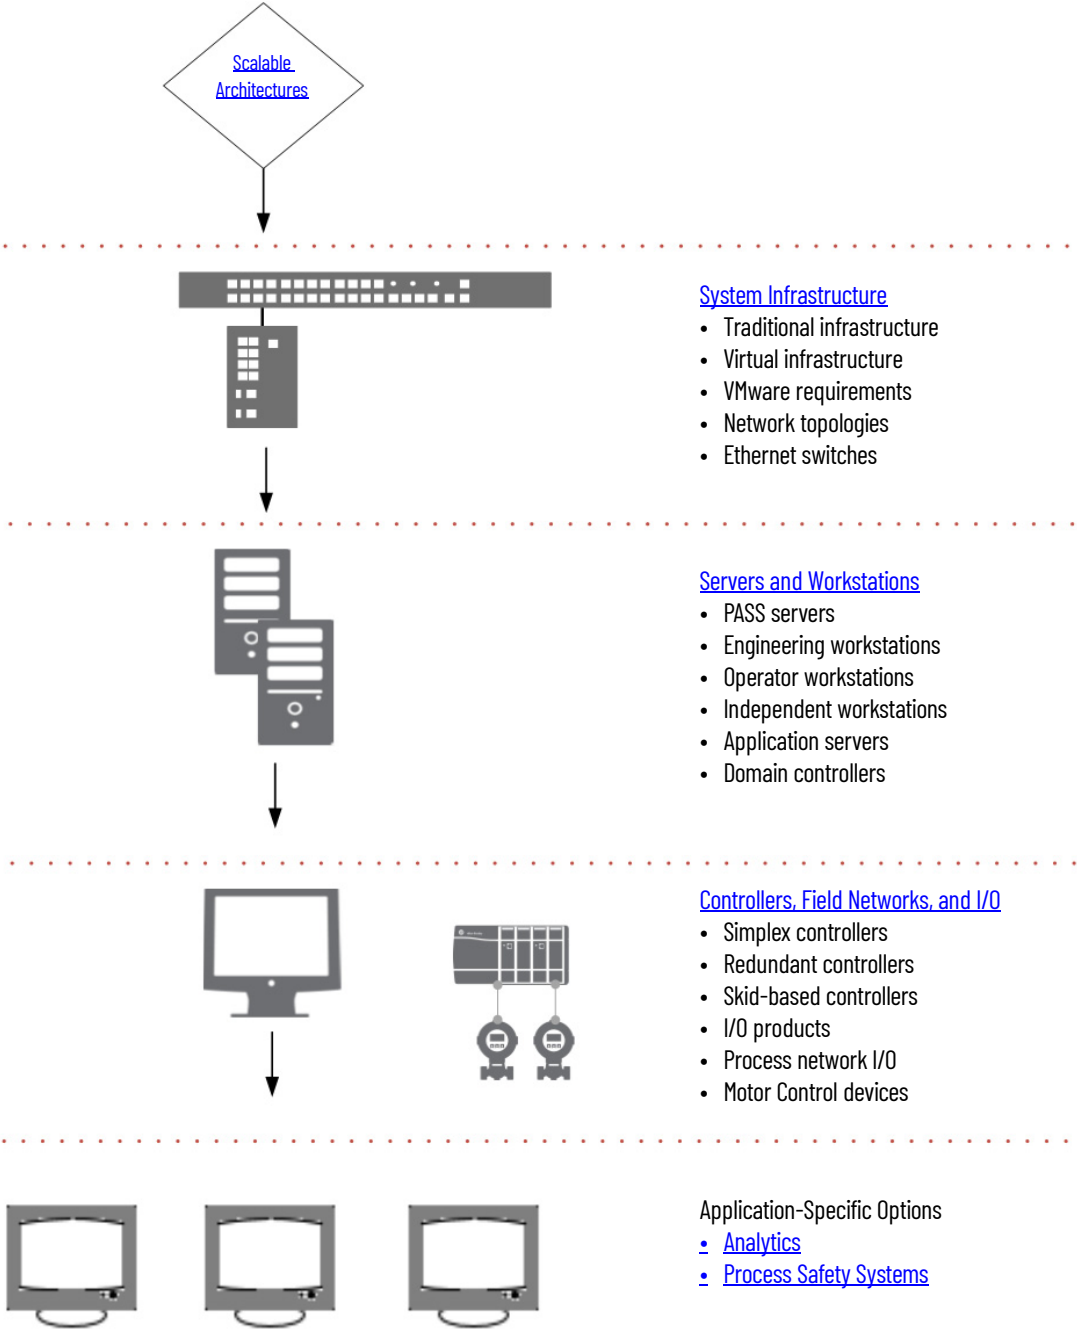 Scalable
Architectures
System Infrastructure
• Traditional infrastructure
• Virtual infrastructure
• VMware requirements
• Network topologies
• Ethernet switches
Servers and Workstations
• PASS servers
• Engineering workstations
• Operator workstations
• Independent workstations
• Application servers
• Domain controllers
Controllers, Field Networks, and I/O
• Simplex controllers
• Redundant controllers
• Skid-based controllers
• I/O products
• Process network I/O
• Motor Control devices
Application-Specific Options
• Analytics
• Process Safety Systems